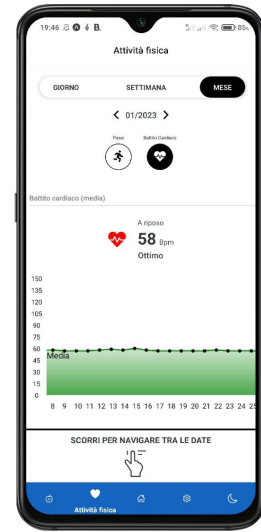 19:46 B. 85%
Attività fisica
GIORNO SETTIMANA MESE
01/2023
Passi Battito Cardiaco
Battito cardiaco (media)
A riposo
58 Bpm
Ottimo
150
135
120
105
90
75
60
Media
45
30
15
0
8 9 10 11 12 13 14 15 16 17 18 19 20 21 22 23 24 25
SCORRI PER NAVIGARE TRA LE DATE
Attività fisica